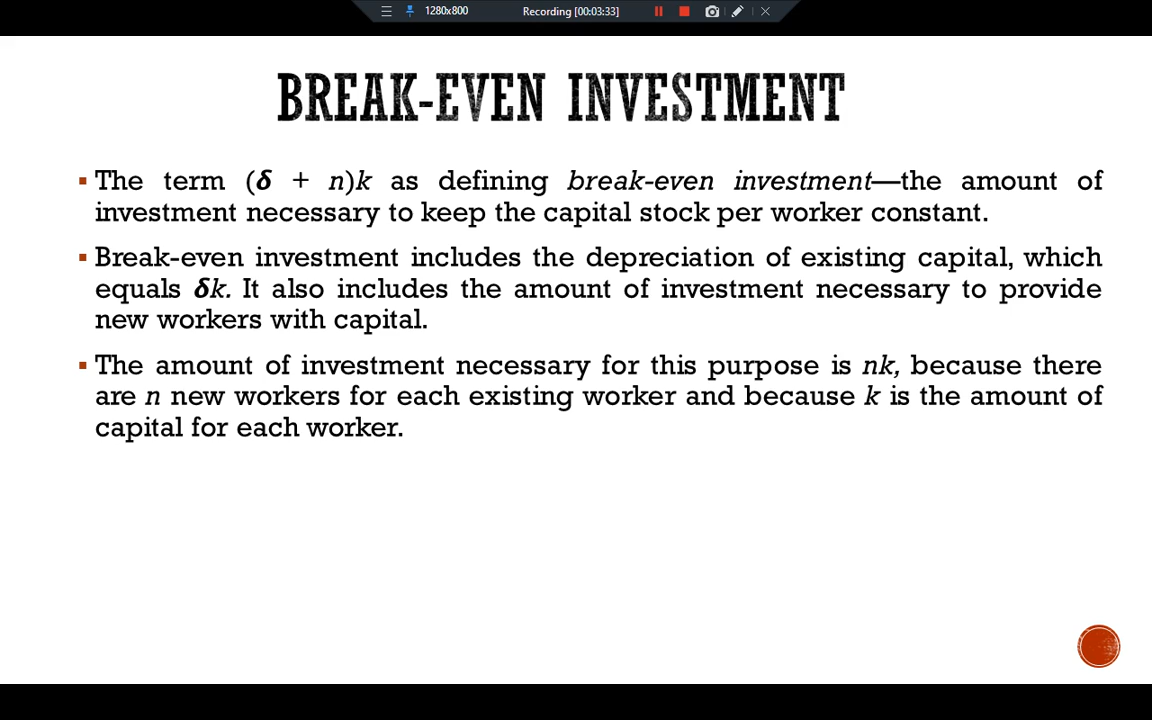 1280x800 Recording [00:03:33]
BREAK-EVEN INVESTMENT
▪ The term (δ + n)k as defining break-even investment—the amount of
investment necessary to keep the capital stock per worker constant.
▪ Break-even investment includes the depreciation of existing capital, which
equals δk. It also includes the amount of investment necessary to provide
new workers with capital.
▪ The amount of investment necessary for this purpose is nk, because there
are n new workers for each existing worker and because k is the amount of
capital for each worker.